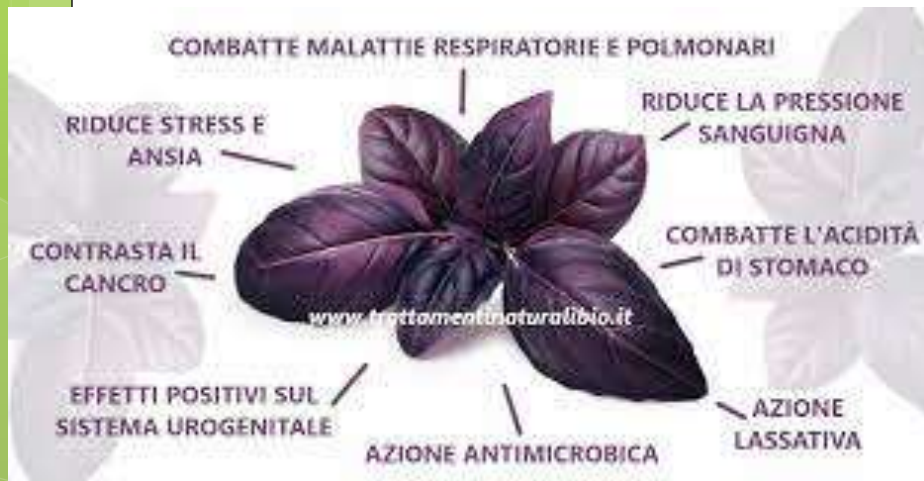 COMBATTE MALATTIE RESPIRATORIE E POLMONARI
RIDUCE STRESS E
ANSIA
RIDUCE LA PRESSIONE
SANGUIGNA
CONTRASTA IL
CANCRO
COMBATTE L'ACIDITÀ
DI STOMACO
www.trattamentinaturalibio.it
EFFETTI POSITIVI SUL
SISTEMA UROGENITALE
AZIONE ANTIMICROBICA
AZIONE
LASSATIVA